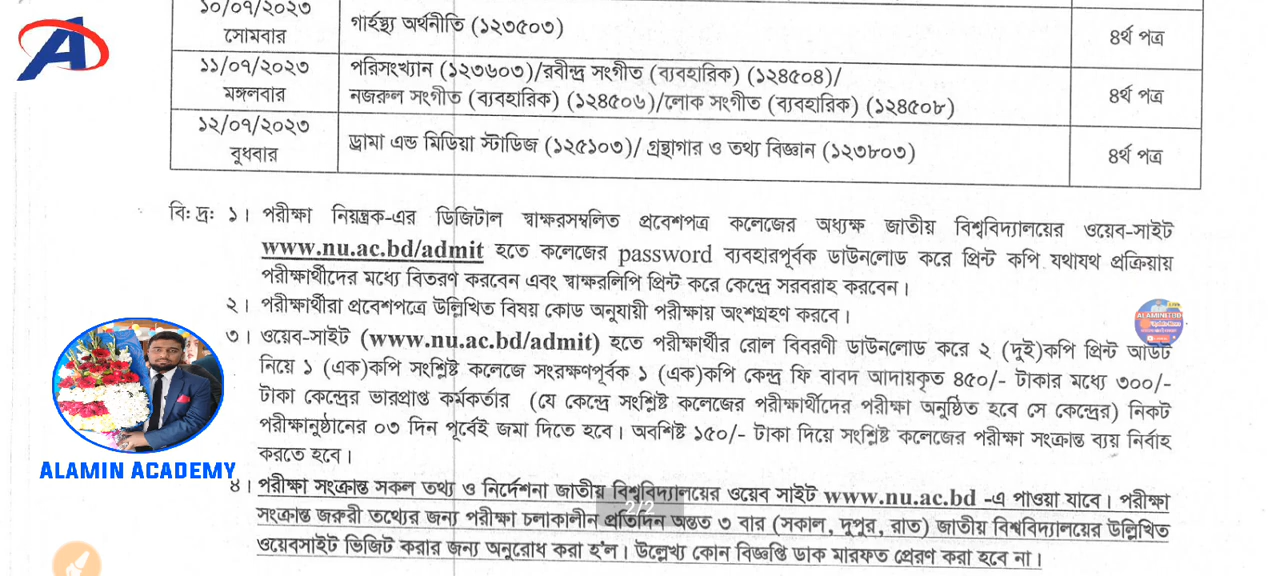 ১০/০৭/২০২৩
সোমবার
গার্হস্থ্য অর্থনীতি (১২৩৫০৩)
৪র্থ পত্র
১১/০৭/২০২৩
মঙ্গলবার
পরিসংখ্যান (১২৩৬০৩)/রবীন্দ্র সংগীত (ব্যবহারিক) (১২৪৫০৪)/
নজরুল সংগীত (ব্যবহারিক) (১২৪৫০৬)/লোক সংগীত (ব্যবহারিক) (১২৪৫০৮)
৪র্থ পত্র
১২/০৭/২০২৩
বুধবার
ড্রামা এন্ড মিডিয়া স্টাডিজ (১২৫১০৩)/ গ্রন্থাগার ও তথ্য বিজ্ঞান (১২৩৮০৩)
৪র্থ পত্র
বি: দ্র: ১। পরীক্ষা নিয়ন্ত্রক-এর ডিজিটাল স্বাক্ষরসম্বলিত প্রবেশপত্র কলেজের অধ্যক্ষ জাতীয় বিশ্ববিদ্যালয়ের ওয়েব-সাইট
www.nu.ac.bd/admit হতে কলেজের password ব্যবহারপূর্বক ডাউনলোড করে প্রিন্ট কপি যথাযথ প্রক্রিয়ায়
পরীক্ষার্থীদের মধ্যে বিতরণ করবেন এবং স্বাক্ষরলিপি প্রিন্ট করে কেন্দ্রে সরবরাহ করবেন।
২। পরীক্ষার্থীরা প্রবেশপত্রে উল্লিখিত বিষয় কোড অনুযায়ী পরীক্ষায় অংশগ্রহণ করবে।
৩। ওয়েব-সাইট (www.nu.ac.bd/admit) হতে পরীক্ষার্থীর রোল বিবরণী ডাউনলোড করে ২ (দুই)কপি প্রিন্ট আউট
নিয়ে ১ (এক)কপি সংশ্লিষ্ট কলেজে সংরক্ষণপূর্বক ১ (এক)কপি কেন্দ্র ফি বাবদ আদায়কৃত ৪৫০/- টাকার মধ্যে ৩০০/-
টাকা কেন্দ্রের ভারপ্রাপ্ত কর্মকর্তার (যে কেন্দ্রে সংশ্লিষ্ট কলেজের পরীক্ষার্থীদের পরীক্ষা অনুষ্ঠিত হবে সে কেন্দ্রের) নিকট
পরীক্ষানুষ্ঠানের ০৩ দিন পূর্বেই জমা দিতে হবে। অবশিষ্ট ১৫০/- টাকা দিয়ে সংশ্লিষ্ট কলেজের পরীক্ষা সংক্রান্ত ব্যয় নির্বাহ
করতে হবে।
ALAMIN ACADEMY
৪। পরীক্ষা সংক্রান্ত সকল তথ্য ও নির্দেশনা জাতীয় বিশ্ববিদ্যালয়ের ওয়েব সাইট www.nu.ac.bd -এ পাওয়া যাবে। পরীক্ষা
2/2
সংক্রান্ত জরুরী তথ্যের জন্য পরীক্ষা চলাকালীন প্রতিদিন অন্তত ৩ বার (সকাল, দুপুর, রাত) জাতীয় বিশ্ববিদ্যালয়ের উল্লিখিত
ওয়েবসাইট ভিজিট করার জন্য অনুরোধ করা হ'ল। উল্লেখ্য কোন বিজ্ঞপ্তি ডাক মারফত প্রেরণ করা হবে না।